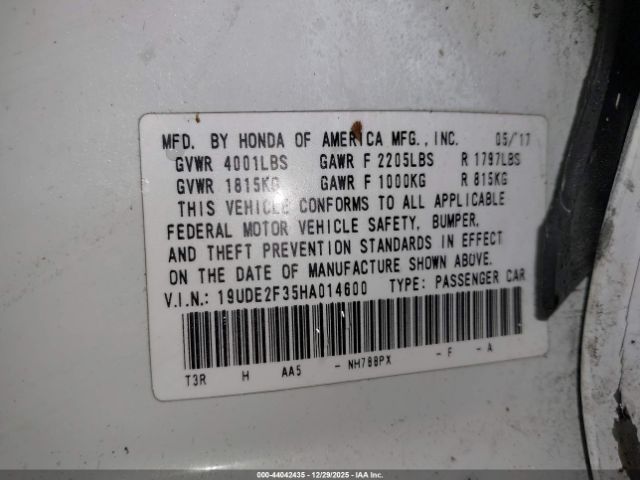 MFD. BY HONDA OF AMERICA MFG., INC. 05/'17
GVWR 4001LBS GAWR F 2205LBS R 1797LBS
GVWR 1815KG GAWR F 1000KG R 815KG
THIS VEHICLE CONFORMS TO ALL APPLICABLE
FEDERAL MOTOR VEHICLE SAFETY, BUMPER,
AND THEFT PREVENTION STANDARDS IN EFFECT
ON THE DATE OF MANUFACTURE SHOWN ABOVE.
V.I.N.: 19UDE2F35HA014600 TYPE: PASSENGER CAR
T3R H AA5 - NH788PX - F - A
000-44042435 - 12/29/2025 - IAAI Inc.